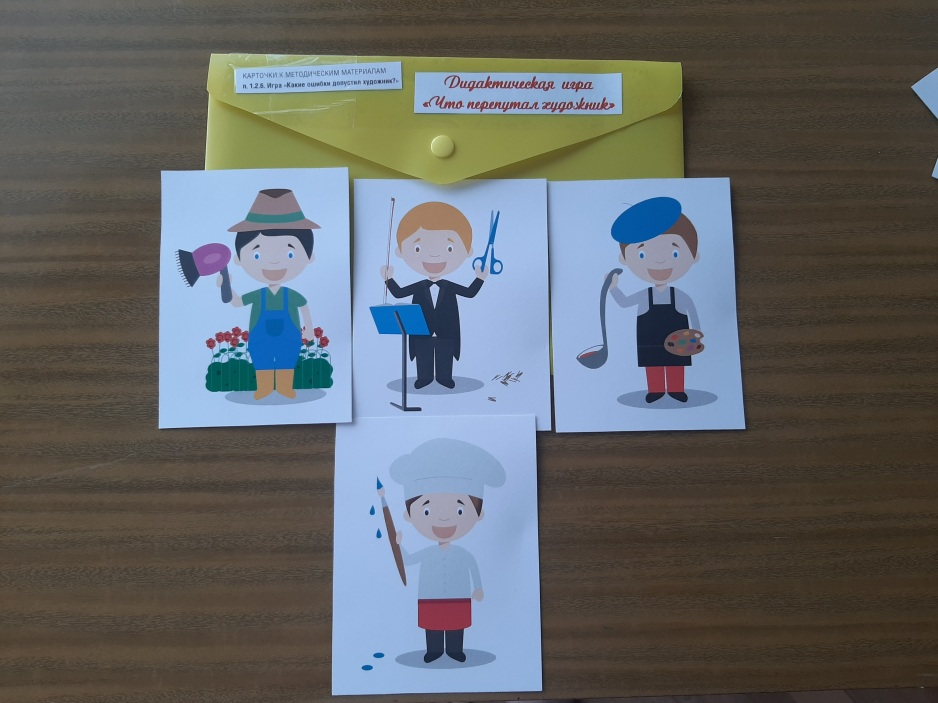 КАРТОЧКИ К МЕТОДИЧЕСКИМ МАТЕРИАЛАМ
п. 1.2.6. Игра «Какие ошибки допустил художник?»
Дидактическая игра
«Что перепутал художник»